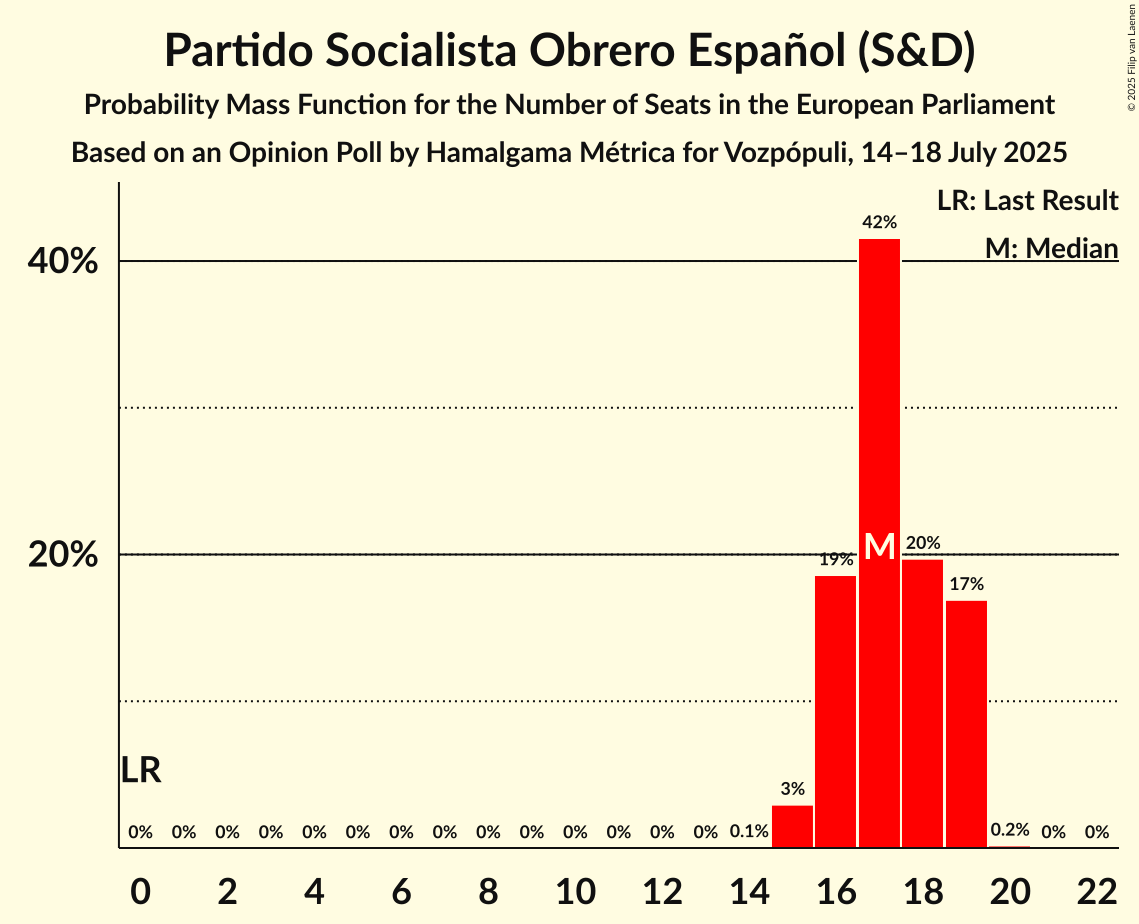 Partido Socialista Obrero Español (S&D)
Probability Mass Function for the Number of Seats in the European Parliament
Based on an Opinion Poll by Hamalgama Métrica for Vozpópuli, 14–18 July 2025
© 2025 Filip van Laenen
LR: Last Result
M: Median
42%
40%
20%
19%
M
20%
17%
LR
3%
0% 0% 0% 0% 0% 0% 0% 0% 0% 0% 0% 0% 0% 0% 0.1% 0.2% 0% 0%
0 2 4 6 8 10 12 14 16 18 20 22